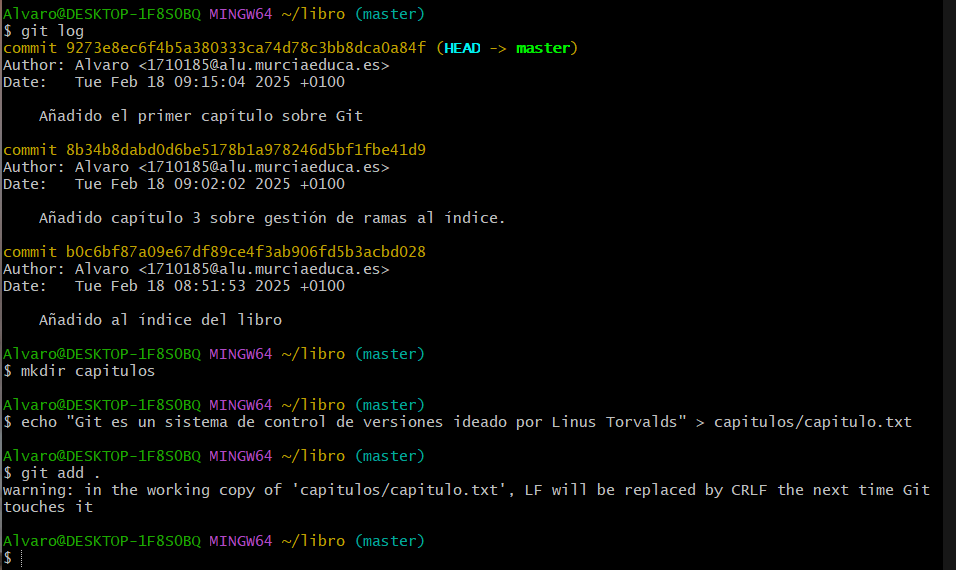 Alvaro@DESKTOP-1F8S0BQ MINGW64 ~/libro (master)
$ git log
commit 9273e8ec6f4b5a380333ca74d78c3bb8dca0a84f (HEAD -> master)
Author: Alvaro <1710185@alu.murciaeduca.es>
Date:   Tue Feb 18 09:15:04 2025 +0100
    Añadido el primer capítulo sobre Git
commit 8b34b8dabd0d6be5178b1a978246d5bf1fbe41d9
Author: Alvaro <1710185@alu.murciaeduca.es>
Date:   Tue Feb 18 09:02:02 2025 +0100
    Añadido capítulo 3 sobre gestión de ramas al índice.
commit b0c6bf87a09e67df89ce4f3ab906fd5b3acbd028
Author: Alvaro <1710185@alu.murciaeduca.es>
Date:   Tue Feb 18 08:51:53 2025 +0100
    Añadido al índice del libro
Alvaro@DESKTOP-1F8S0BQ MINGW64 ~/libro (master)
$ mkdir capitulos
Alvaro@DESKTOP-1F8S0BQ MINGW64 ~/libro (master)
$ echo "Git es un sistema de control de versiones ideado por Linus Torvalds" > capitulos/capitulo.txt
Alvaro@DESKTOP-1F8S0BQ MINGW64 ~/libro (master)
$ git add .
warning: in the working copy of 'capitulos/capitulo.txt', LF will be replaced by CRLF the next time Git
touches it
Alvaro@DESKTOP-1F8S0BQ MINGW64 ~/libro (master)
$